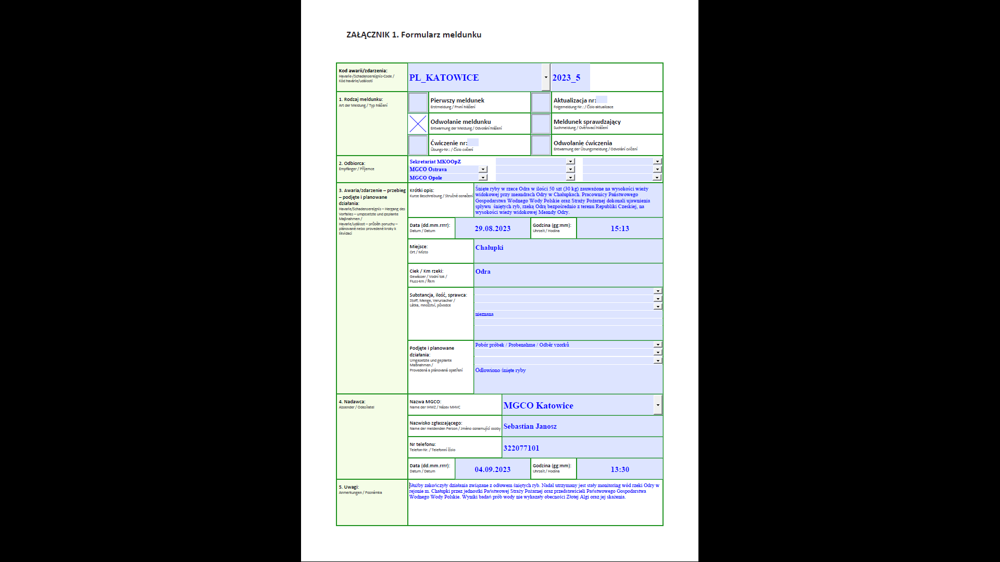 ZAŁĄCZNIK 1. Formularz meldunku
Kod awarii/zdarzenia:
Havarie-/Schadensereignis-Code /
Kód havárie/události
PL_KATOWICE
2023_5
1. Rodzaj meldunku:
Art der Meldung / Typ hlášení
Pierwszy meldunek
Erstmeldung / První hlášení
Aktualizacja nr:
Folgemeldung-Nr.: / Číslo aktualizace
Odwołanie meldunku
Entwarnung der Meldung / Odvolání hlášení
Meldunek sprawdzający
Suchmeldung / Ověřovací hlášení
Ćwiczenie nr:
Übungs-Nr.: / Číslo cvičení
Odwołanie ćwiczenia
Entwarnung der Übungsmeldung / Odvolání cvičení
2. Odbiorca:
Empfänger / Příjemce
Sekretariat MKOOpZ
MGCO Ostrava
MGCO Opole
3. Awaria/zdarzenie – przebieg
– podjęte i planowane
działania:
Havarie/Schadensereignis – Hergang des
Vorfalles – umgesetzte und geplante
Maßnahmen /
Havarie/událost – průběh poruchy –
plánované nebo provedené kroky k
likvidaci
Krótki opis:
Kurze Beschreibung / Stručné označení
Śnięte ryby w rzece Odra w ilości 50 szt (30 kg) zauważone na wysokości wieży
widokowej przy meandrach Odry w Chałupkach. Pracownicy Państwowego
Gospodarstwa Wodnego Wody Polskie oraz Straży Pożarnej dokonali ujawnienia
spływu śniętych ryb, rzeką Odrą bezpośrednio z terenu Republiki Czeskiej, na
wysokości wieży widokowej Meandy Odry.
Data (dd.mm.rrrr):
Datum / Datum
29.08.2023
Godzina (gg:mm):
Uhrzeit / Hodina
15:13
Miejsce:
Ort / Místo
Chałupki
Ciek / Km rzeki:
Gewässer / Vodní tok /
Fluss-km / Řkm
Odra
Substancja, ilość, sprawca:
Stoff, Menge, Verursacher /
Látka, množství, původce
nieznana
Podjęte i planowane
działania:
Umgesetzte und geplante
Maßnahmen /
Provedená a plánovaná opatření
Pobór próbek / Probenahme / Odběr vzorků
Odłowiono śnięte ryby
4. Nadawca:
Absender / Odesílatel
Nazwa MGCO:
Name der IHWZ / Název MHVC
MGCO Katowice
Nazwisko zgłaszającego:
Name der meldenden Person / Jméno oznamující osoby
Sebastian Janosz
Nr telefonu:
Telefon-Nr. / Telefonní číslo
322077101
Data (dd.mm.rrrr):
Datum / Datum
04.09.2023
Godzina (gg:mm):
Uhrzeit / Hodina
13:30
5. Uwagi:
Anmerkungen / Poznámka
Służby zakończyły działania związane z odłowem śniętych ryb. Nadal utrzymany jest stały monitoring wód rzeki Odry w
rejonie m. Chałupki przez jednostki Państwowej Straży Pożarnej oraz przedstawicieli Państwowego Gospodarstwa
Wodnego Wody Polskie. Wyniki badań prób wody nie wykazały obecności Złotej Algi oraz jej skażenia.